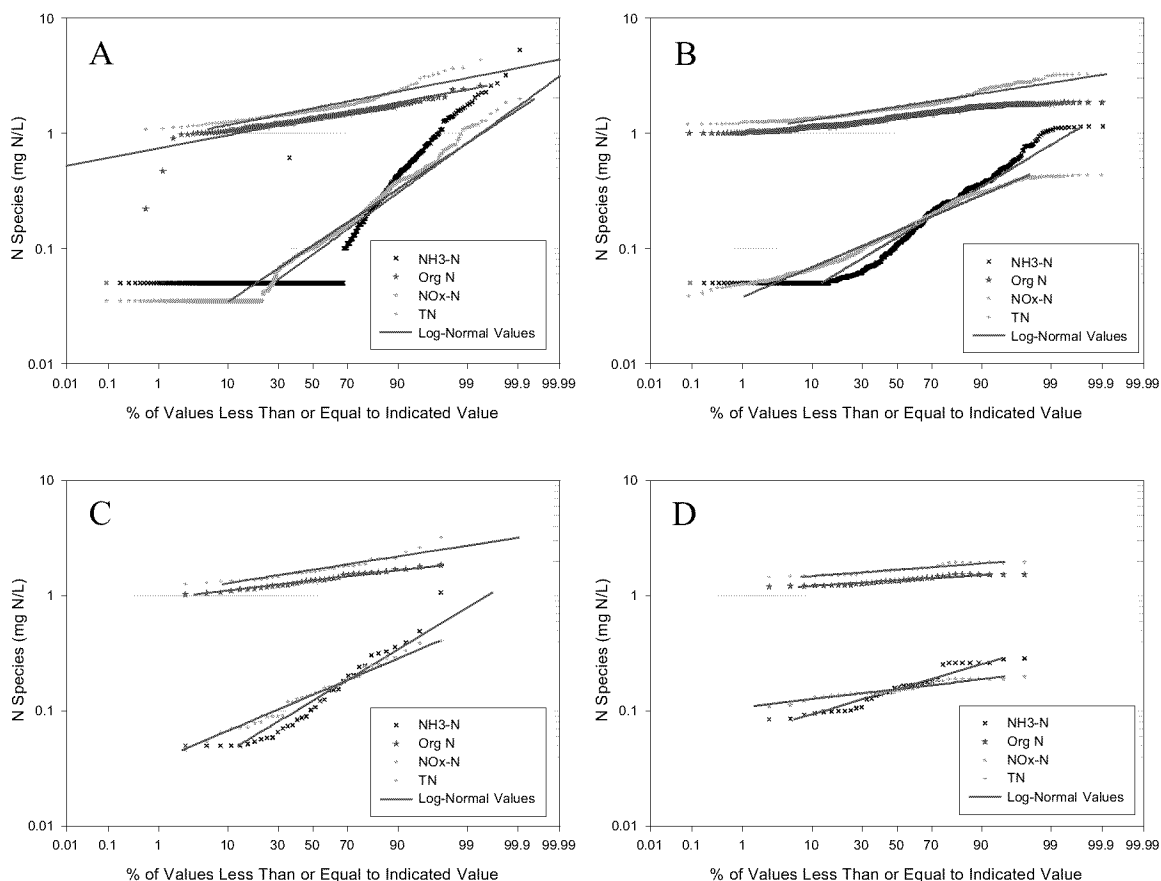 A
10
1
0.1
0.01
N Species (mg N/L)
NH3-N
Org N
NOx-N
TN
Log-Normal Values
0.01 0.1 1 10 30 50 70 90 99 99.9 99.99
% of Values Less Than or Equal to Indicated Value
B
10
1
0.1
0.01
N Species (mg N/L)
NH3-N
Org N
NOx-N
TN
Log-Normal Values
0.01 0.1 1 10 30 50 70 90 99 99.9 99.99
% of Values Less Than or Equal to Indicated Value
C
10
1
0.1
0.01
N Species (mg N/L)
NH3-N
Org N
NOx-N
TN
Log-Normal Values
0.01 0.1 1 10 30 50 70 90 99 99.9 99.99
% of Values Less Than or Equal to Indicated Value
D
10
1
0.1
0.01
N Species (mg N/L)
NH3-N
Org N
NOx-N
TN
Log-Normal Values
0.01 0.1 1 10 30 50 70 90 99 99.9 99.99
% of Values Less Than or Equal to Indicated Value